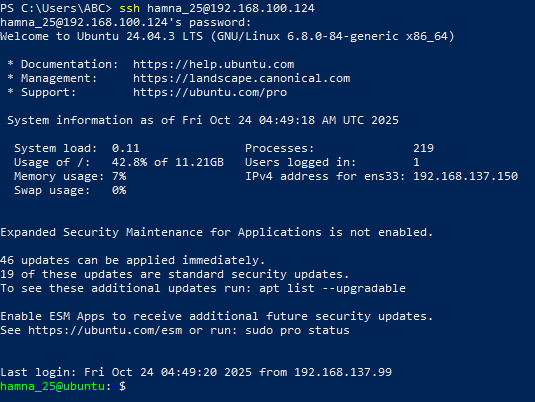 PS C:\Users\ABC> ssh hamna_25@192.168.100.124
hamna_25@192.168.100.124's password:
Welcome to Ubuntu 24.04.3 LTS (GNU/Linux 6.8.0-84-generic x86_64)
* Documentation: https://help.ubuntu.com
* Management: https://landscape.canonical.com
* Support: https://ubuntu.com/pro
System information as of Fri Oct 24 04:49:18 AM UTC 2025
System load: 0.11 Processes: 219
Usage of /: 42.8% of 11.21GB Users logged in: 1
Memory usage: 7% IPv4 address for ens33: 192.168.137.150
Swap usage: 0%
Expanded Security Maintenance for Applications is not enabled.
46 updates can be applied immediately.
19 of these updates are standard security updates.
To see these additional updates run: apt list --upgradable
Enable ESM Apps to receive additional future security updates.
See https://ubuntu.com/esm or run: sudo pro status
Last login: Fri Oct 24 04:49:20 2025 from 192.168.137.99
hamna_25@ubuntu: $